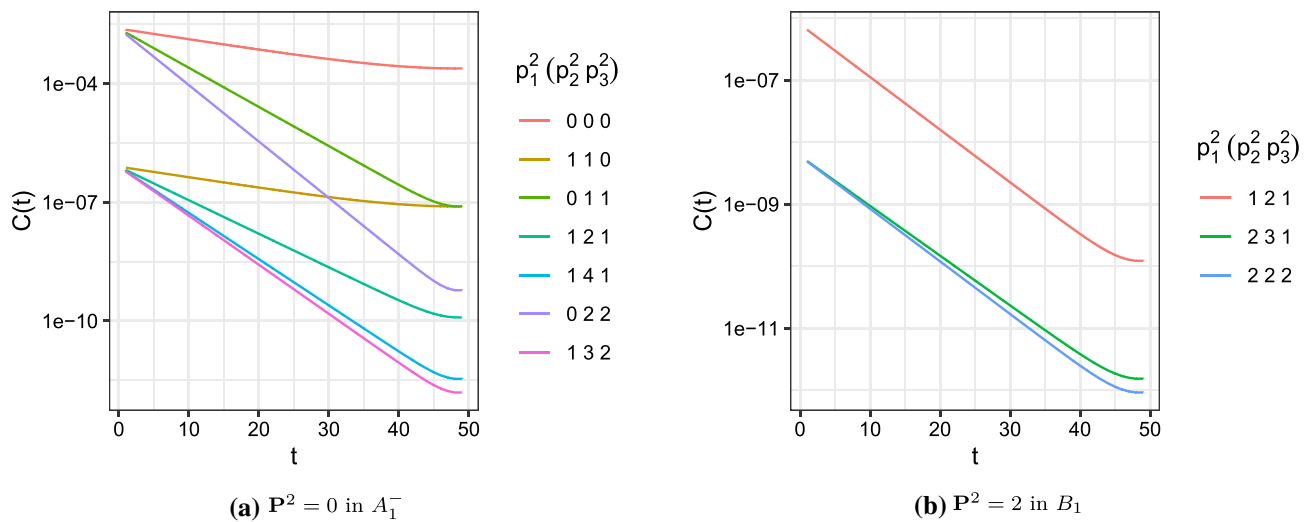 C(t)
1e−04
1e−07
1e−10
0 10 20 30 40 50
t
p₁² (p₂² p₃²)
0 0 0
1 1 0
0 1 1
1 2 1
1 4 1
0 2 2
1 3 2
(a) P² = 0 in A₁⁻
C(t)
1e−07
1e−09
1e−11
0 10 20 30 40 50
t
p₁² (p₂² p₃²)
1 2 1
2 3 1
2 2 2
(b) P² = 2 in B₁